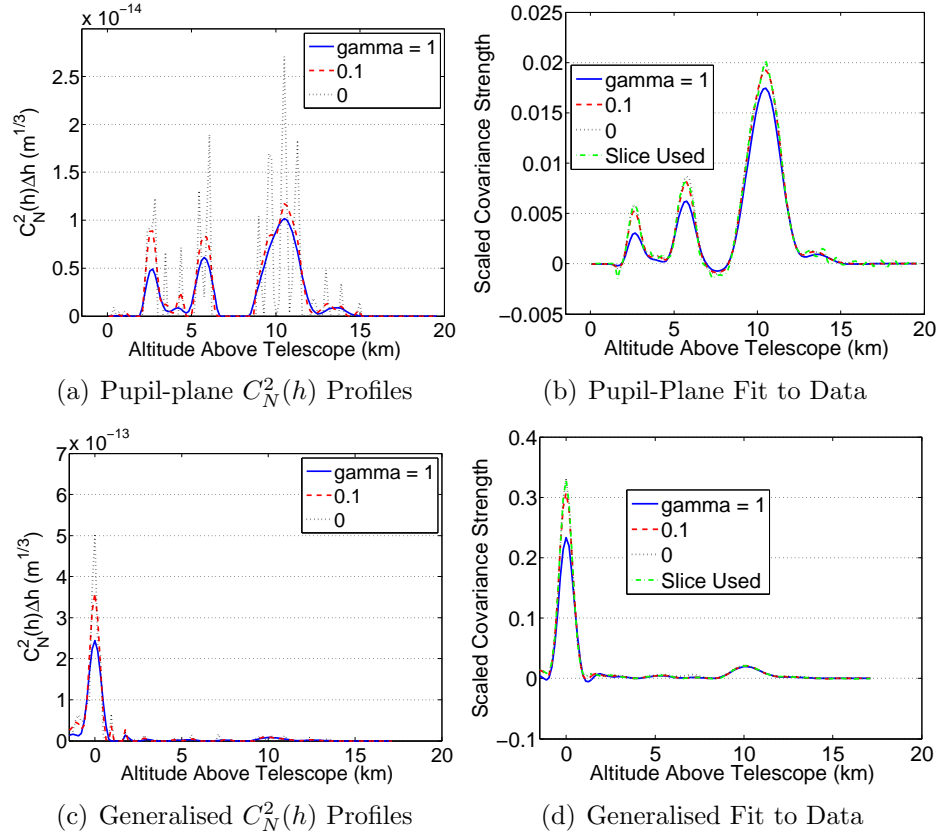 x 10⁻¹⁴
C_N^2(h)Δh (m^{1/3})
2.5
2
1.5
1
0.5
0
0 5 10 15 20
gamma = 1
0.1
0
Altitude Above Telescope (km)
(a) Pupil-plane C_N^2(h) Profiles
Scaled Covariance Strength
0.025
0.02
0.015
0.01
0.005
0
−0.005
0 5 10 15 20
gamma = 1
0.1
0
Slice Used
Altitude Above Telescope (km)
(b) Pupil-Plane Fit to Data
x 10⁻¹³
C_N^2(h)Δh (m^{1/3})
7
6
5
4
3
2
1
0
0 5 10 15 20
gamma = 1
0.1
0
Altitude Above Telescope (km)
(c) Generalised C_N^2(h) Profiles
Scaled Covariance Strength
0.4
0.3
0.2
0.1
0
−0.1
0 5 10 15 20
gamma = 1
0.1
0
Slice Used
Altitude Above Telescope (km)
(d) Generalised Fit to Data